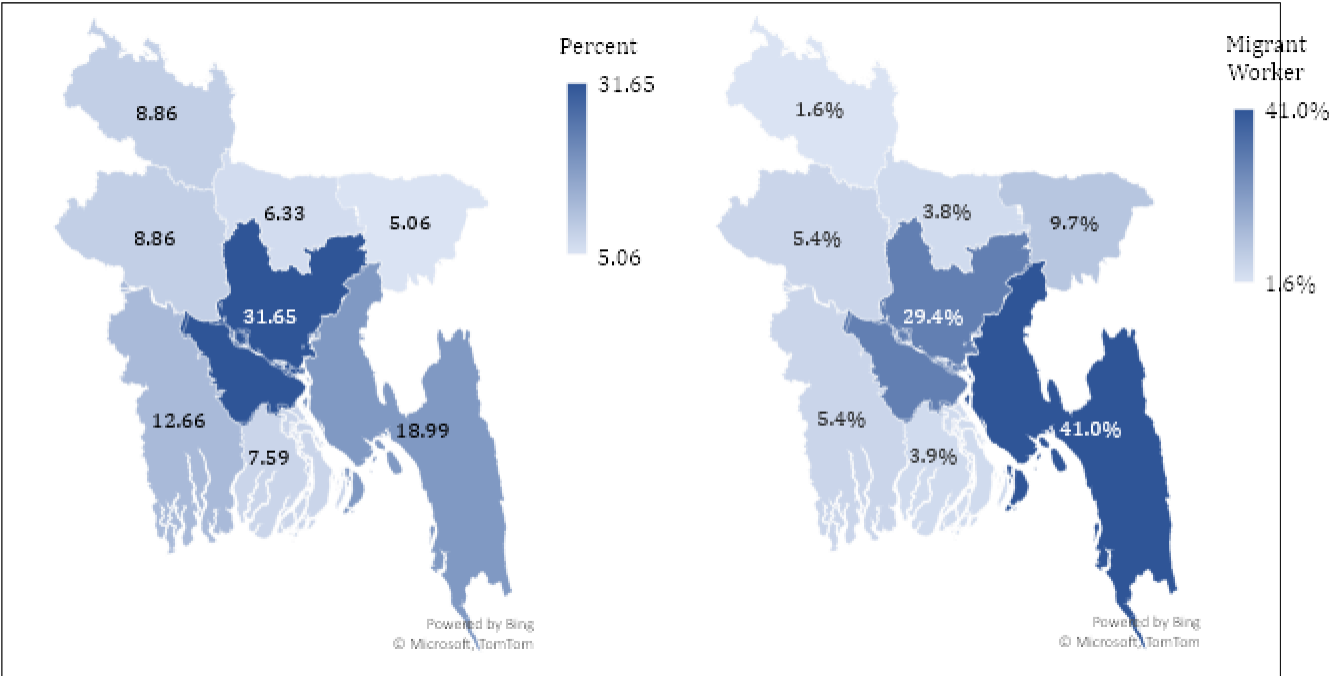 Percent
31.65
5.06
8.86
6.33
5.06
8.86
31.65
12.66
18.99
7.59
Powered by Bing
© Microsoft, TomTom
Migrant
Worker
41.0%
1.6%
1.6%
3.8%
9.7%
5.4%
29.4%
5.4%
41.0%
3.9%
Powered by Bing
© Microsoft, TomTom